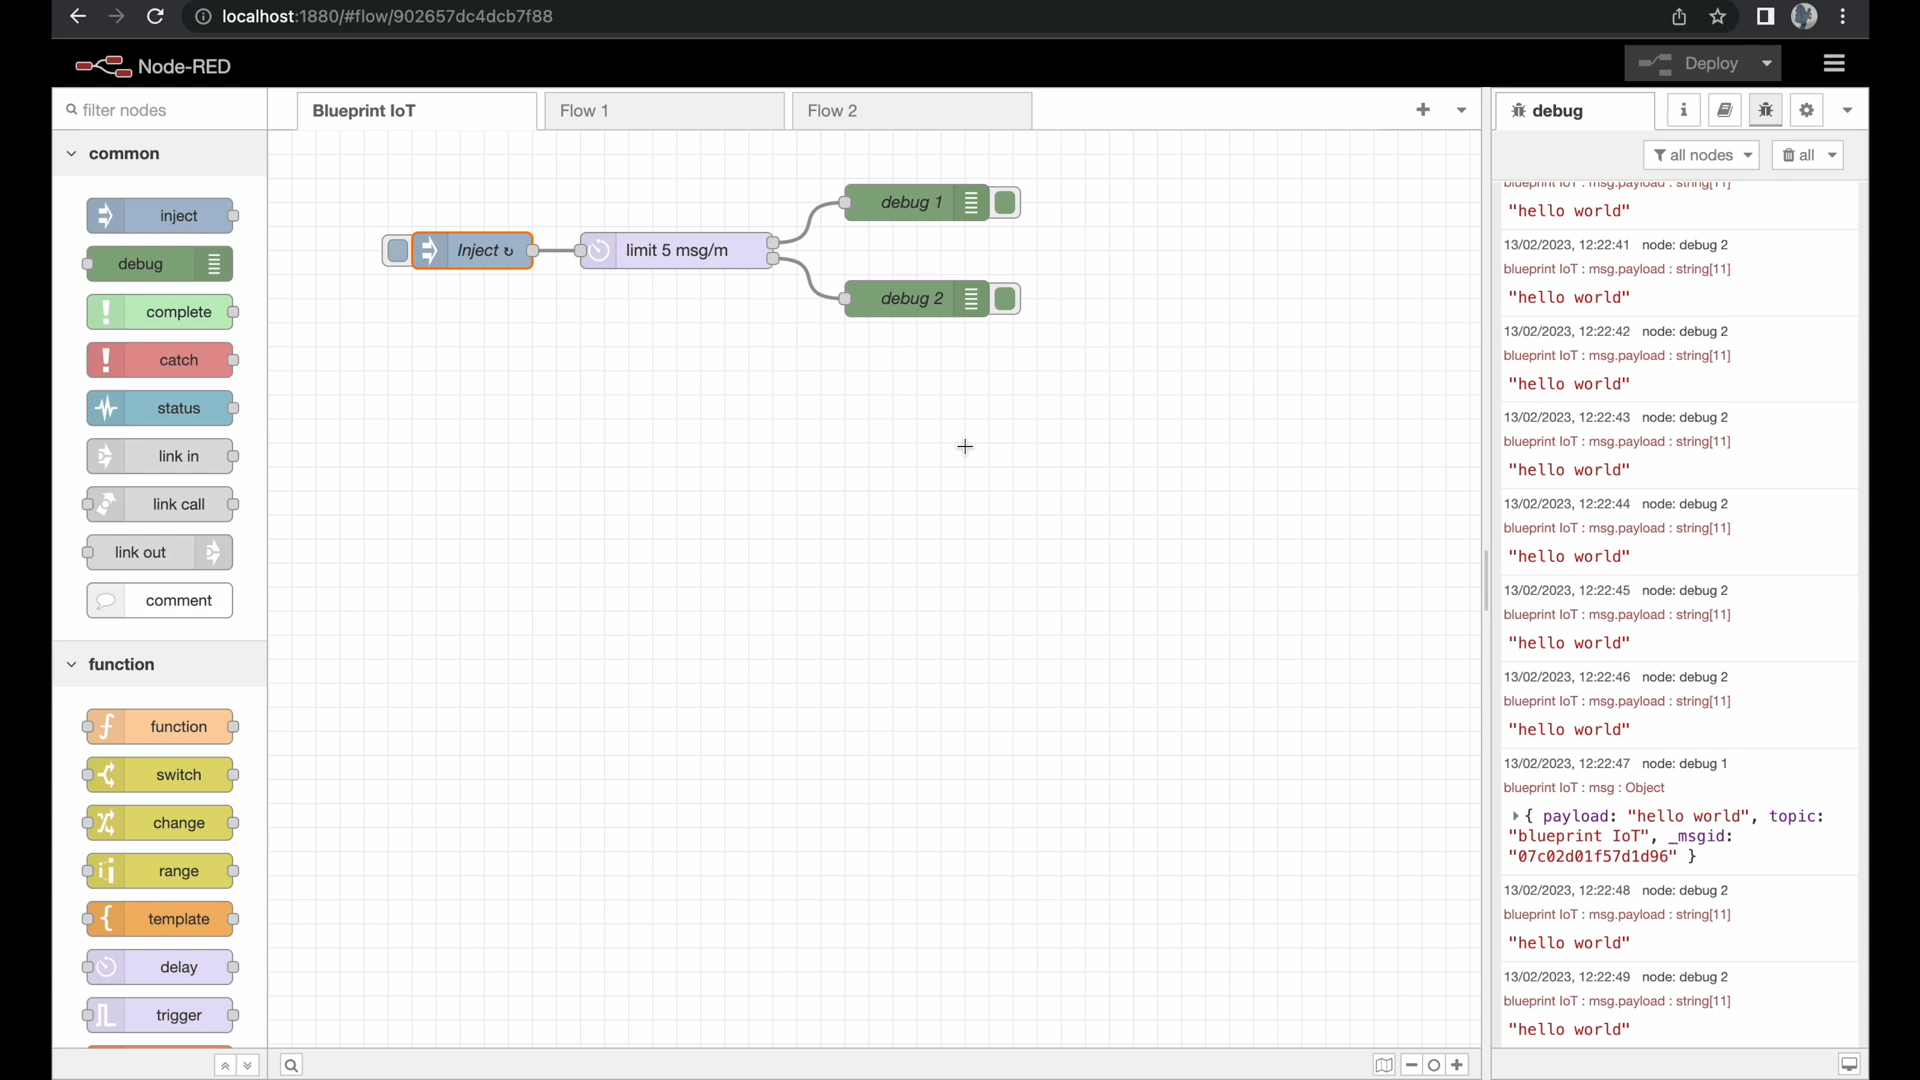 localhost:1880/#flow/902657dc4dcb7f88
Node-RED
Deploy
filter nodes
Blueprint IoT
Flow 1
Flow 2
debug
all nodes
all
common
inject
debug
complete
catch
status
link in
link call
link out
comment
function
function
switch
change
range
template
delay
trigger
Inject ↻
limit 5 msg/m
debug 1
debug 2
blueprint IoT : msg.payload : string[11]
"hello world"
13/02/2023, 12:22:41 node: debug 2
blueprint IoT : msg.payload : string[11]
"hello world"
13/02/2023, 12:22:42 node: debug 2
blueprint IoT : msg.payload : string[11]
"hello world"
13/02/2023, 12:22:43 node: debug 2
blueprint IoT : msg.payload : string[11]
"hello world"
13/02/2023, 12:22:44 node: debug 2
blueprint IoT : msg.payload : string[11]
"hello world"
13/02/2023, 12:22:45 node: debug 2
blueprint IoT : msg.payload : string[11]
"hello world"
13/02/2023, 12:22:46 node: debug 2
blueprint IoT : msg.payload : string[11]
"hello world"
13/02/2023, 12:22:47 node: debug 1
blueprint IoT : msg : Object
{ payload: "hello world", topic:
"blueprint IoT", _msgid:
"07c02d01f57d1d96" }
13/02/2023, 12:22:48 node: debug 2
blueprint IoT : msg.payload : string[11]
"hello world"
13/02/2023, 12:22:49 node: debug 2
blueprint IoT : msg.payload : string[11]
"hello world"